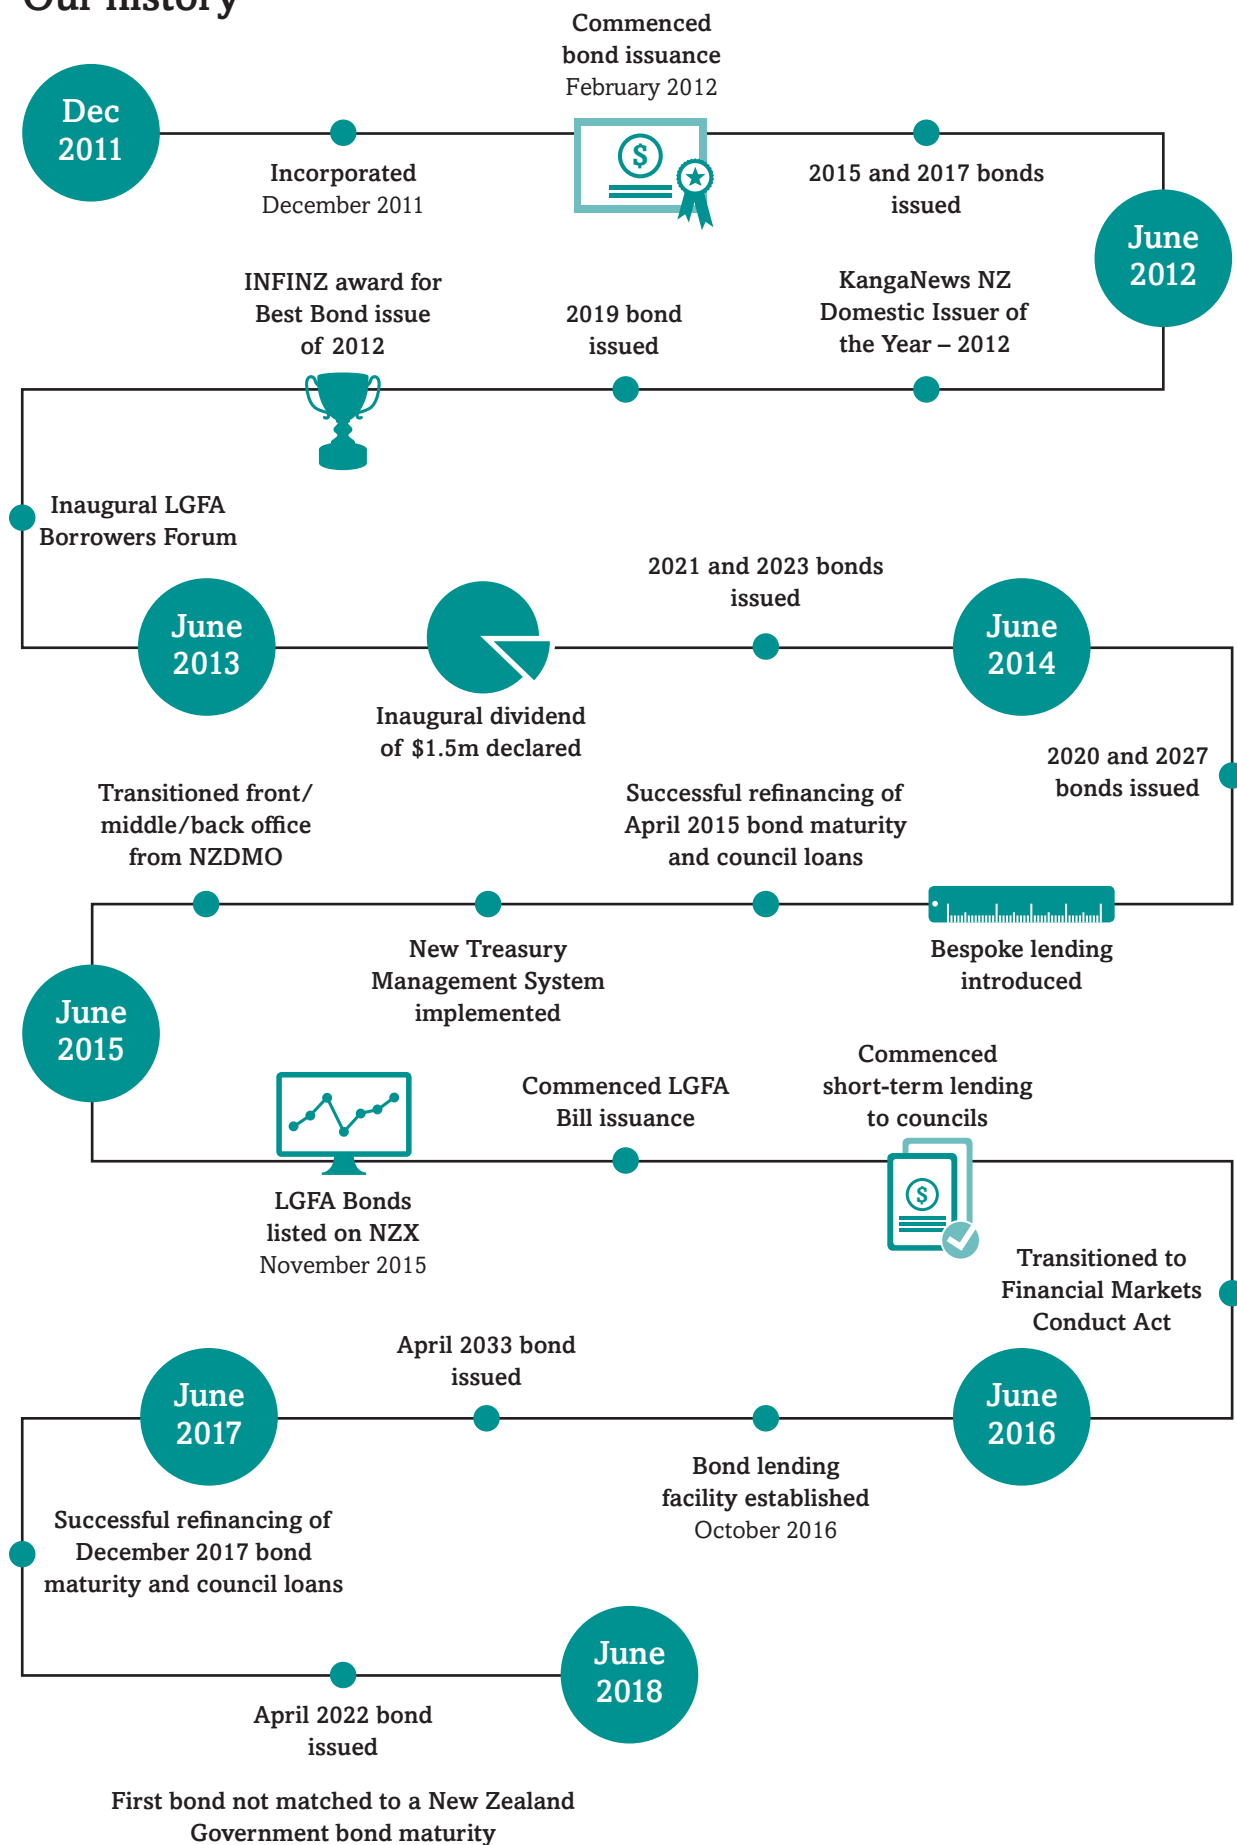 Our history
Commenced
bond issuance
February 2012
Dec
2011
$
Incorporated
December 2011
2015 and 2017 bonds
issued
June
2012
KangaNews NZ
Domestic Issuer of
the Year – 2012
2019 bond
issued
INFINZ award for
Best Bond issue
of 2012
Inaugural LGFA
Borrowers Forum
June
2013
Inaugural dividend
of $1.5m declared
2021 and 2023 bonds
issued
June
2014
2020 and 2027
bonds issued
Bespoke lending
introduced
Successful refinancing of
April 2015 bond maturity
and council loans
New Treasury
Management System
implemented
Transitioned front/
middle/back office
from NZDMO
June
2015
LGFA Bonds
listed on NZX
November 2015
Commenced LGFA
Bill issuance
Commenced
short-term lending
to councils
$
Transitioned to
Financial Markets
Conduct Act
June
2016
Bond lending
facility established
October 2016
April 2033 bond
issued
June
2017
Successful refinancing of
December 2017 bond
maturity and council loans
April 2022 bond
issued
First bond not matched to a New Zealand
Government bond maturity
June
2018